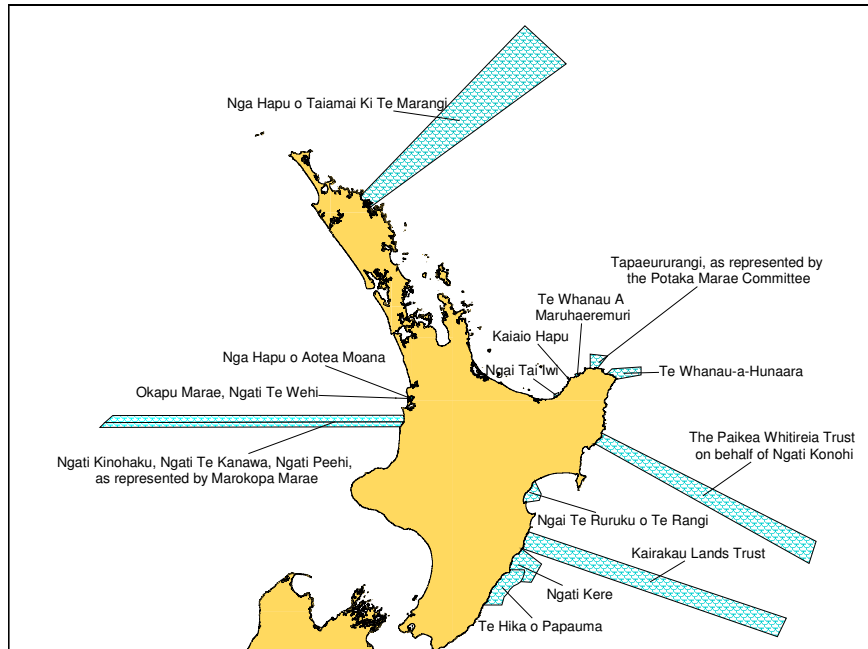 Nga Hapu o Taiamai Ki Te Marangi
Tapaeururangi, as represented by
the Potaka Marae Committee
Te Whanau A
Maruhaeremuri
Kaiaio Hapu
Ngai Tai Iwi
Te Whanau-a-Hunaara
Nga Hapu o Aotea Moana
Okapu Marae, Ngati Te Wehi
Ngati Kinohaku, Ngati Te Kanawa, Ngati Peehi,
as represented by Marokopa Marae
The Paikea Whitireia Trust
on behalf of Ngati Konohi
Ngai Te Ruruku o Te Rangi
Kairakau Lands Trust
Ngati Kere
Te Hika o Papauma